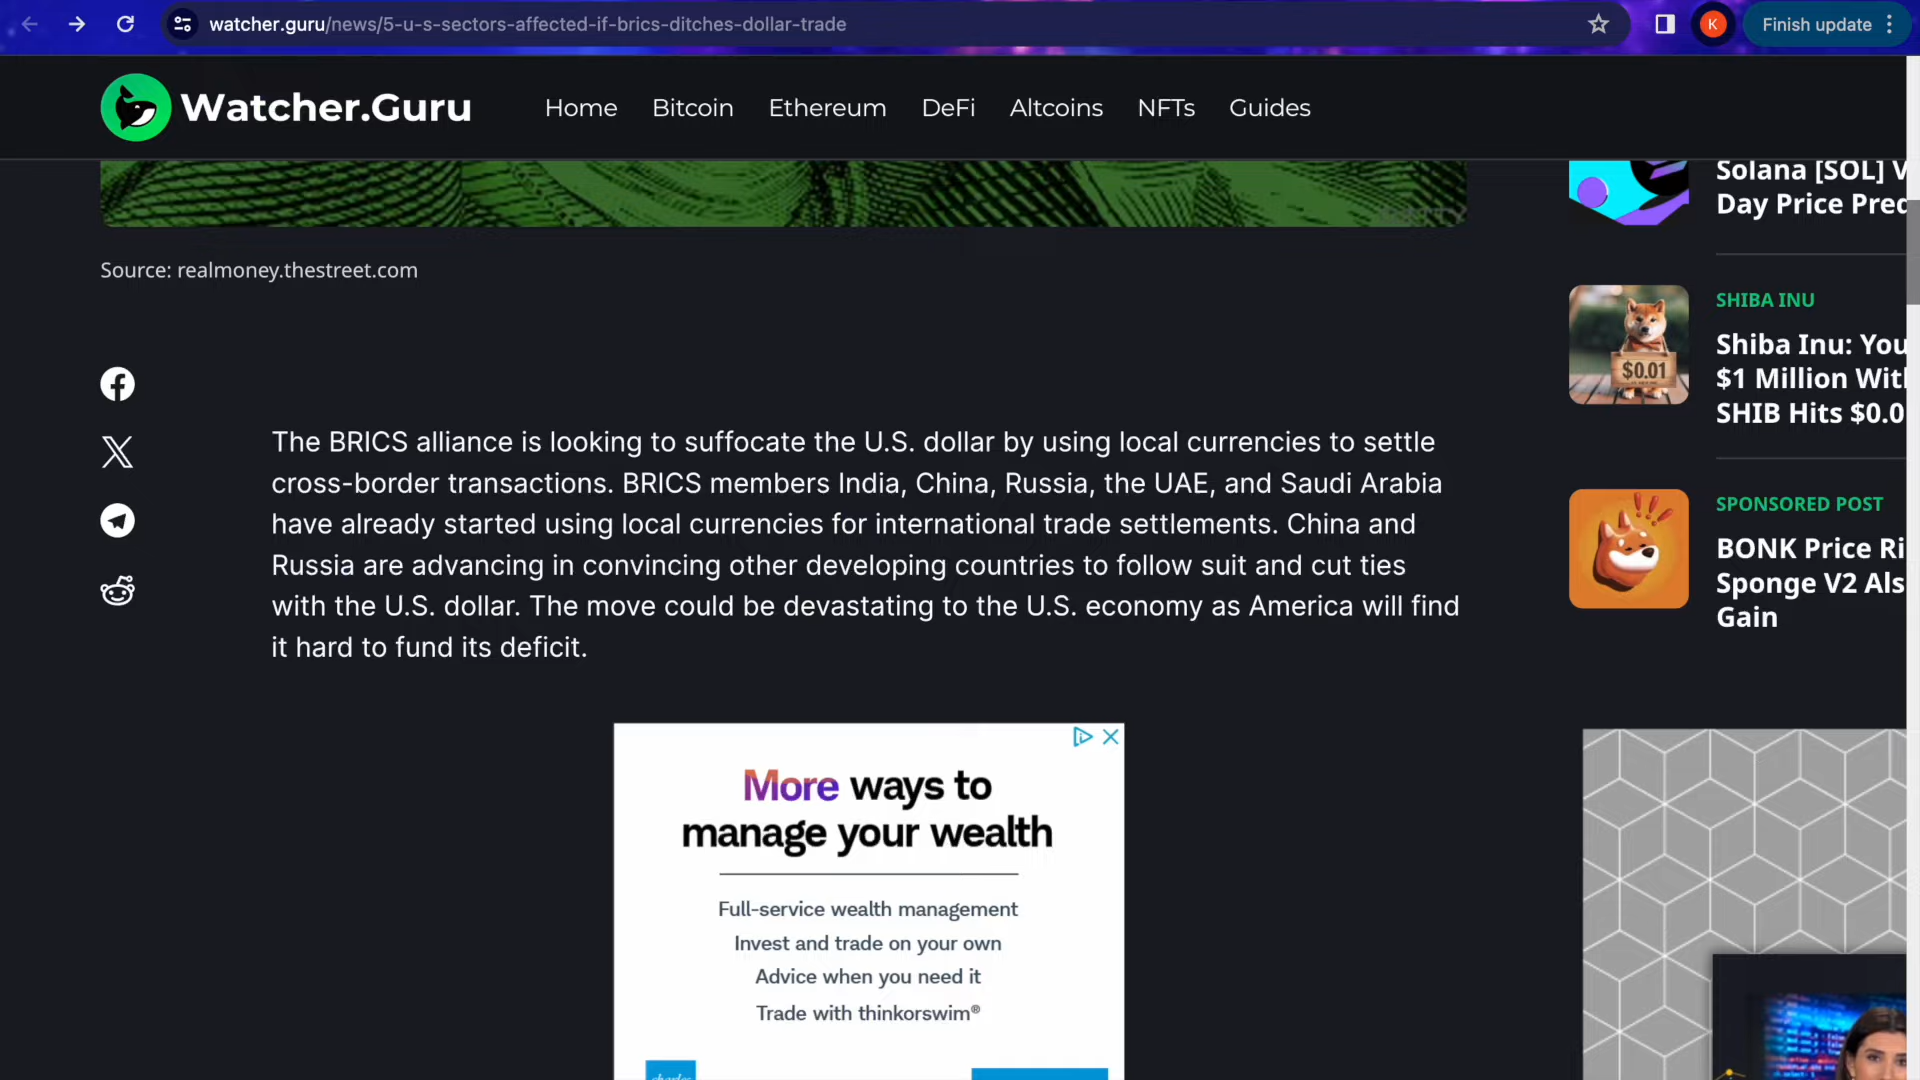 watcher.guru/news/5-u-s-sectors-affected-if-brics-ditches-dollar-trade
K
Finish update
Watcher.Guru
Home
Bitcoin
Ethereum
DeFi
Altcoins
NFTs
Guides
Source: realmoney.thestreet.com
The BRICS alliance is looking to suffocate the U.S. dollar by using local currencies to settle
cross-border transactions. BRICS members India, China, Russia, the UAE, and Saudi Arabia
have already started using local currencies for international trade settlements. China and
Russia are advancing in convincing other developing countries to follow suit and cut ties
with the U.S. dollar. The move could be devastating to the U.S. economy as America will find
it hard to fund its deficit.
More ways to
manage your wealth
Full-service wealth management
Invest and trade on your own
Advice when you need it
Trade with thinkorswim®
Solana [SOL] V
Day Price Pred
SHIBA INU
$0.01
Shiba Inu: You
$1 Million Wit
SHIB Hits $0.0
SPONSORED POST
BONK Price Ri
Sponge V2 Als
Gain